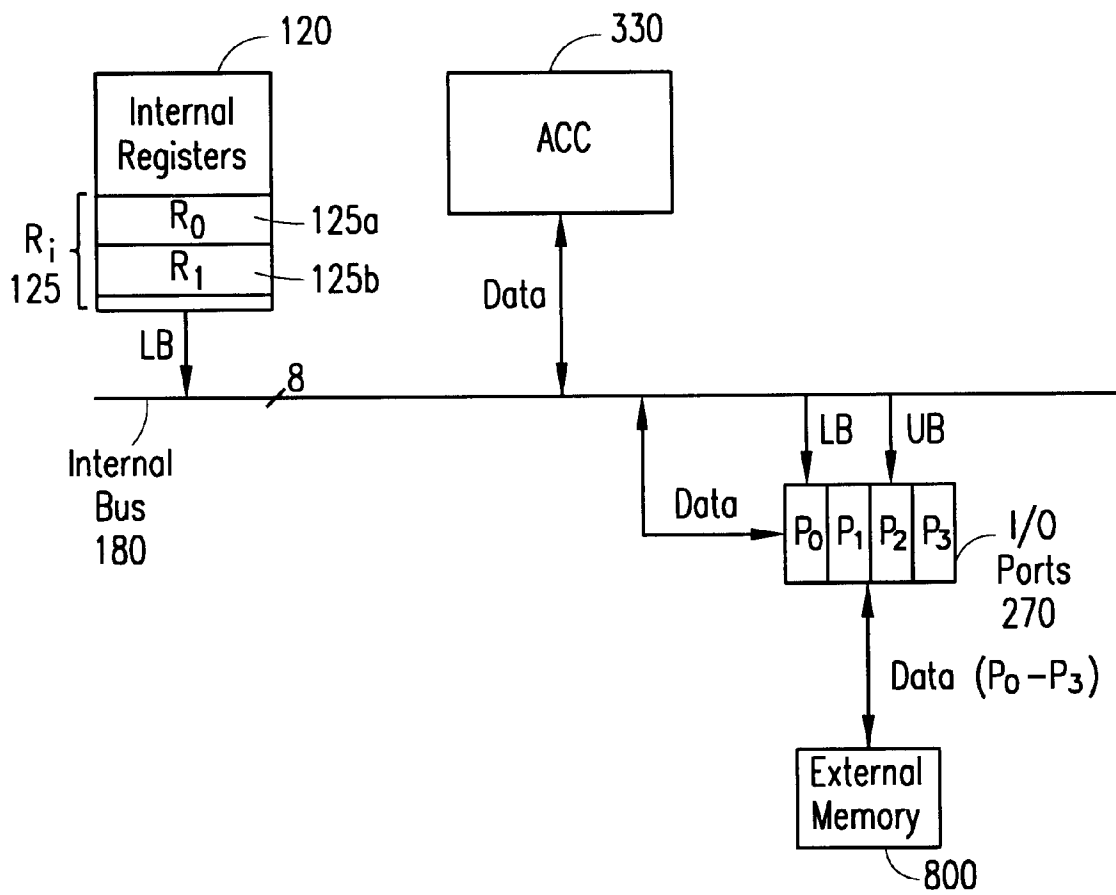 120
330
Internal
Registers
ACC
R0
125a
Ri
125
R1
125b
Data
LB
8
LB
UB
Internal
Bus
180
Data
P0 P1 P2 P3
I/O
Ports
270
Data (P0-P3)
External
Memory
800